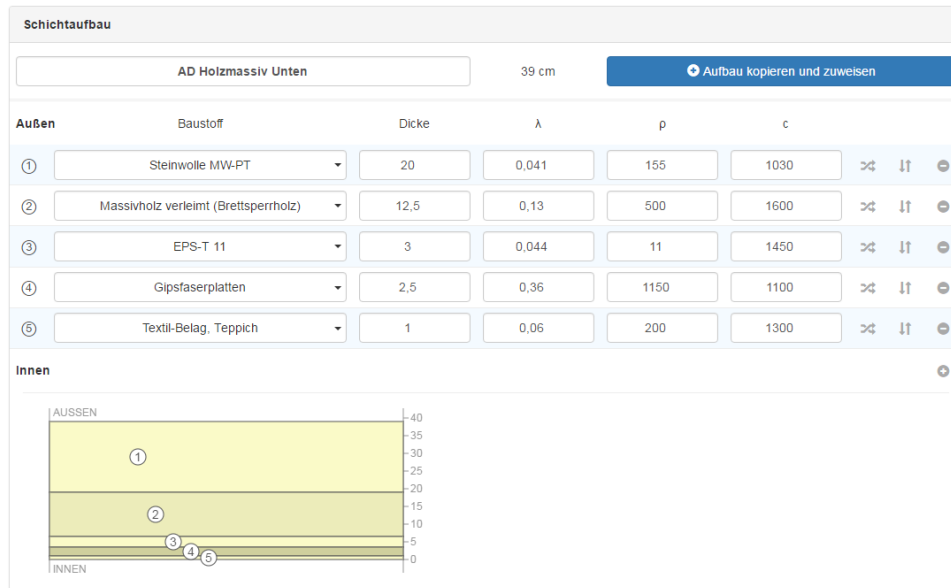 Schichtaufbau
AD Holzmassiv Unten 39 cm Aufbau kopieren und zuweisen
Außen Baustoff Dicke λ ρ c
1 Steinwolle MW-PT 20 0,041 155 1030
2 Massivholz verleimt (Brettsperrholz) 12,5 0,13 500 1600
3 EPS-T 11 3 0,044 11 1450
4 Gipsfaserplatten 2,5 0,36 1150 1100
5 Textil-Belag, Teppich 1 0,06 200 1300
Innen
AUSSEN
40
35
1 30
25
20
15
2 10
3 5
4
5 0
INNEN